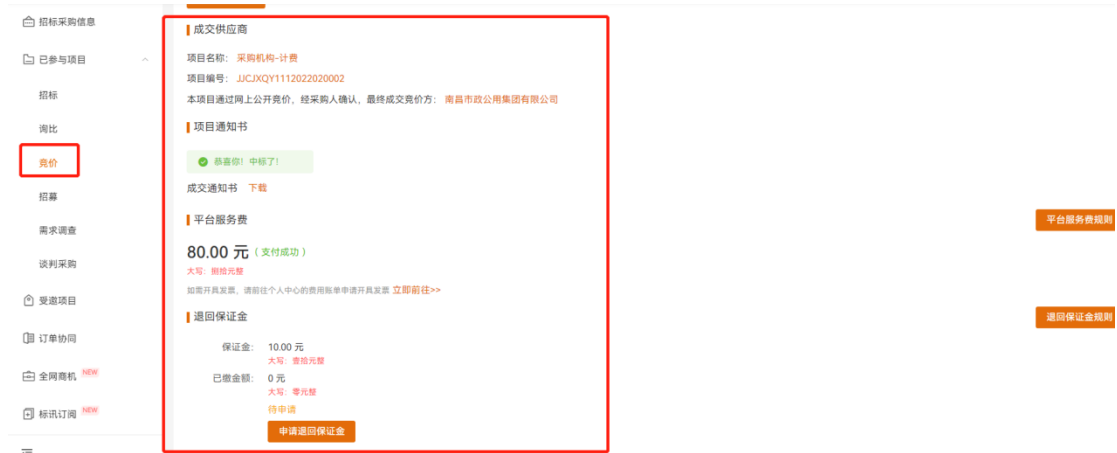 招标采购信息
已参与项目
招标
询比
竞价
招募
需求调查
谈判采购
受邀项目
订单协同
全网商机 NEW
标讯订阅 NEW
成交供应商
项目名称: 采购机构-计费
项目编号: JJCJXQY1112022020002
本项目通过网上公开竞价，经采购人确认，最终成交竞价方: 南昌市政公用集团有限公司
项目通知书
恭喜你！中标了！
成交通知书 下载
平台服务费
平台服务费规则
80.00 元（支付成功）
大写: 捌拾元整
如需开具发票，请前往个人中心的费用账单申请开具发票 立即前往>>
退回保证金
退回保证金规则
保证金: 10.00 元
大写: 壹拾元整
已缴金额: 0 元
大写: 零元整
待申请
申请退回保证金